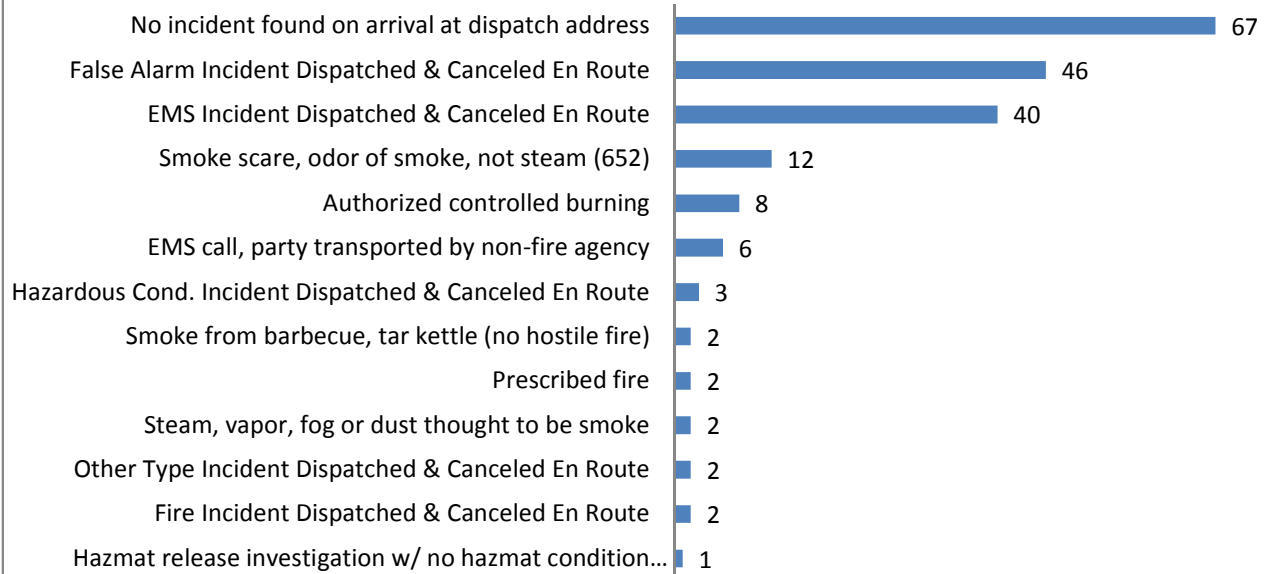 No incident found on arrival at dispatch address 67
False Alarm Incident Dispatched & Canceled En Route 46
EMS Incident Dispatched & Canceled En Route 40
Smoke scare, odor of smoke, not steam (652) 12
Authorized controlled burning 8
EMS call, party transported by non-fire agency 6
Hazardous Cond. Incident Dispatched & Canceled En Route 3
Smoke from barbecue, tar kettle (no hostile fire) 2
Prescribed fire 2
Steam, vapor, fog or dust thought to be smoke 2
Other Type Incident Dispatched & Canceled En Route 2
Fire Incident Dispatched & Canceled En Route 2
Hazmat release investigation w/ no hazmat condition… 1